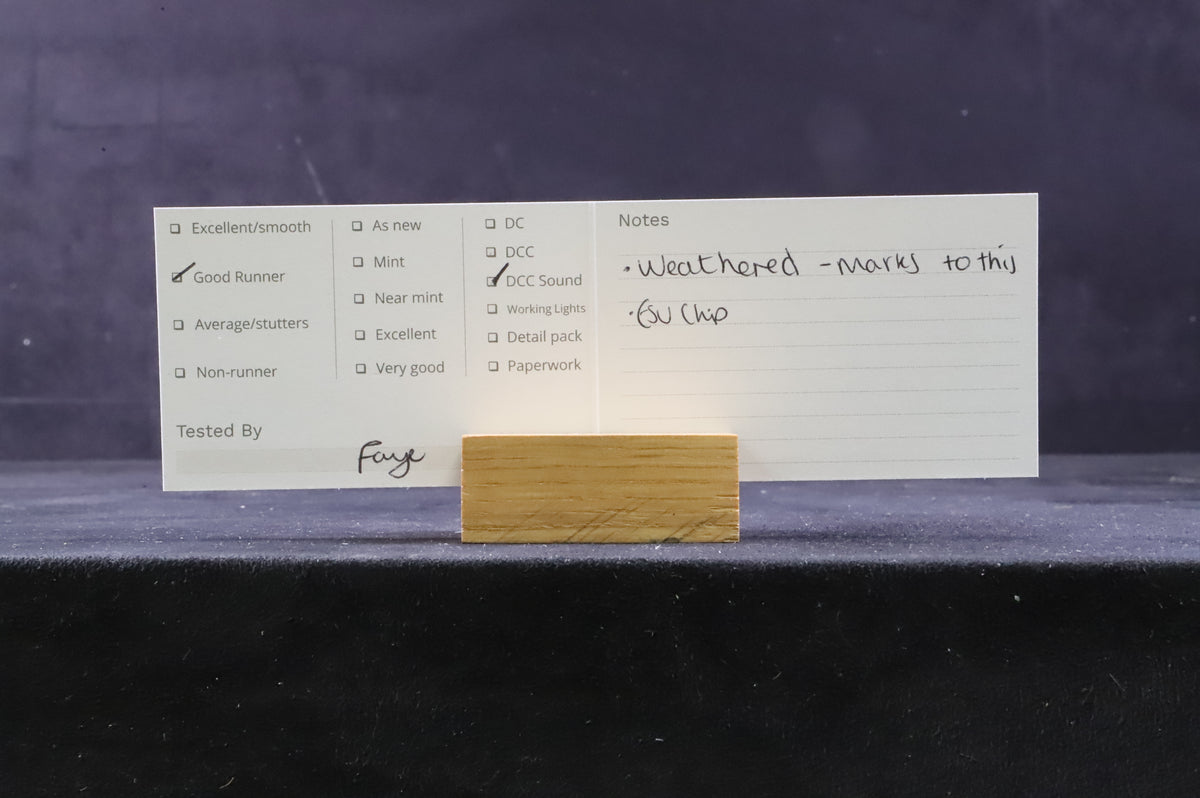 Excellent/smooth
Good Runner
Average/stutters
Non-runner
Tested By
Faye
As new
Mint
Near mint
Excellent
Very good
DC
DCC
DCC Sound
Working Lights
Detail pack
Paperwork
Notes
· Weathered - marks to this
· ESU Chip